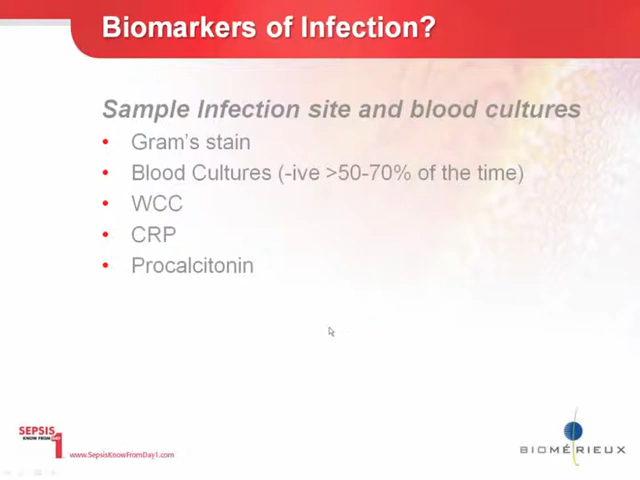 Biomarkers of Infection?
Sample Infection site and blood cultures
• Gram's stain
• Blood Cultures (-ive >50-70% of the time)
• WCC
• CRP
• Procalcitonin
SEPSIS
KNOW FROM DAY
1
www.SepsisKnowFromDay1.com
BIOMÉRIEUX